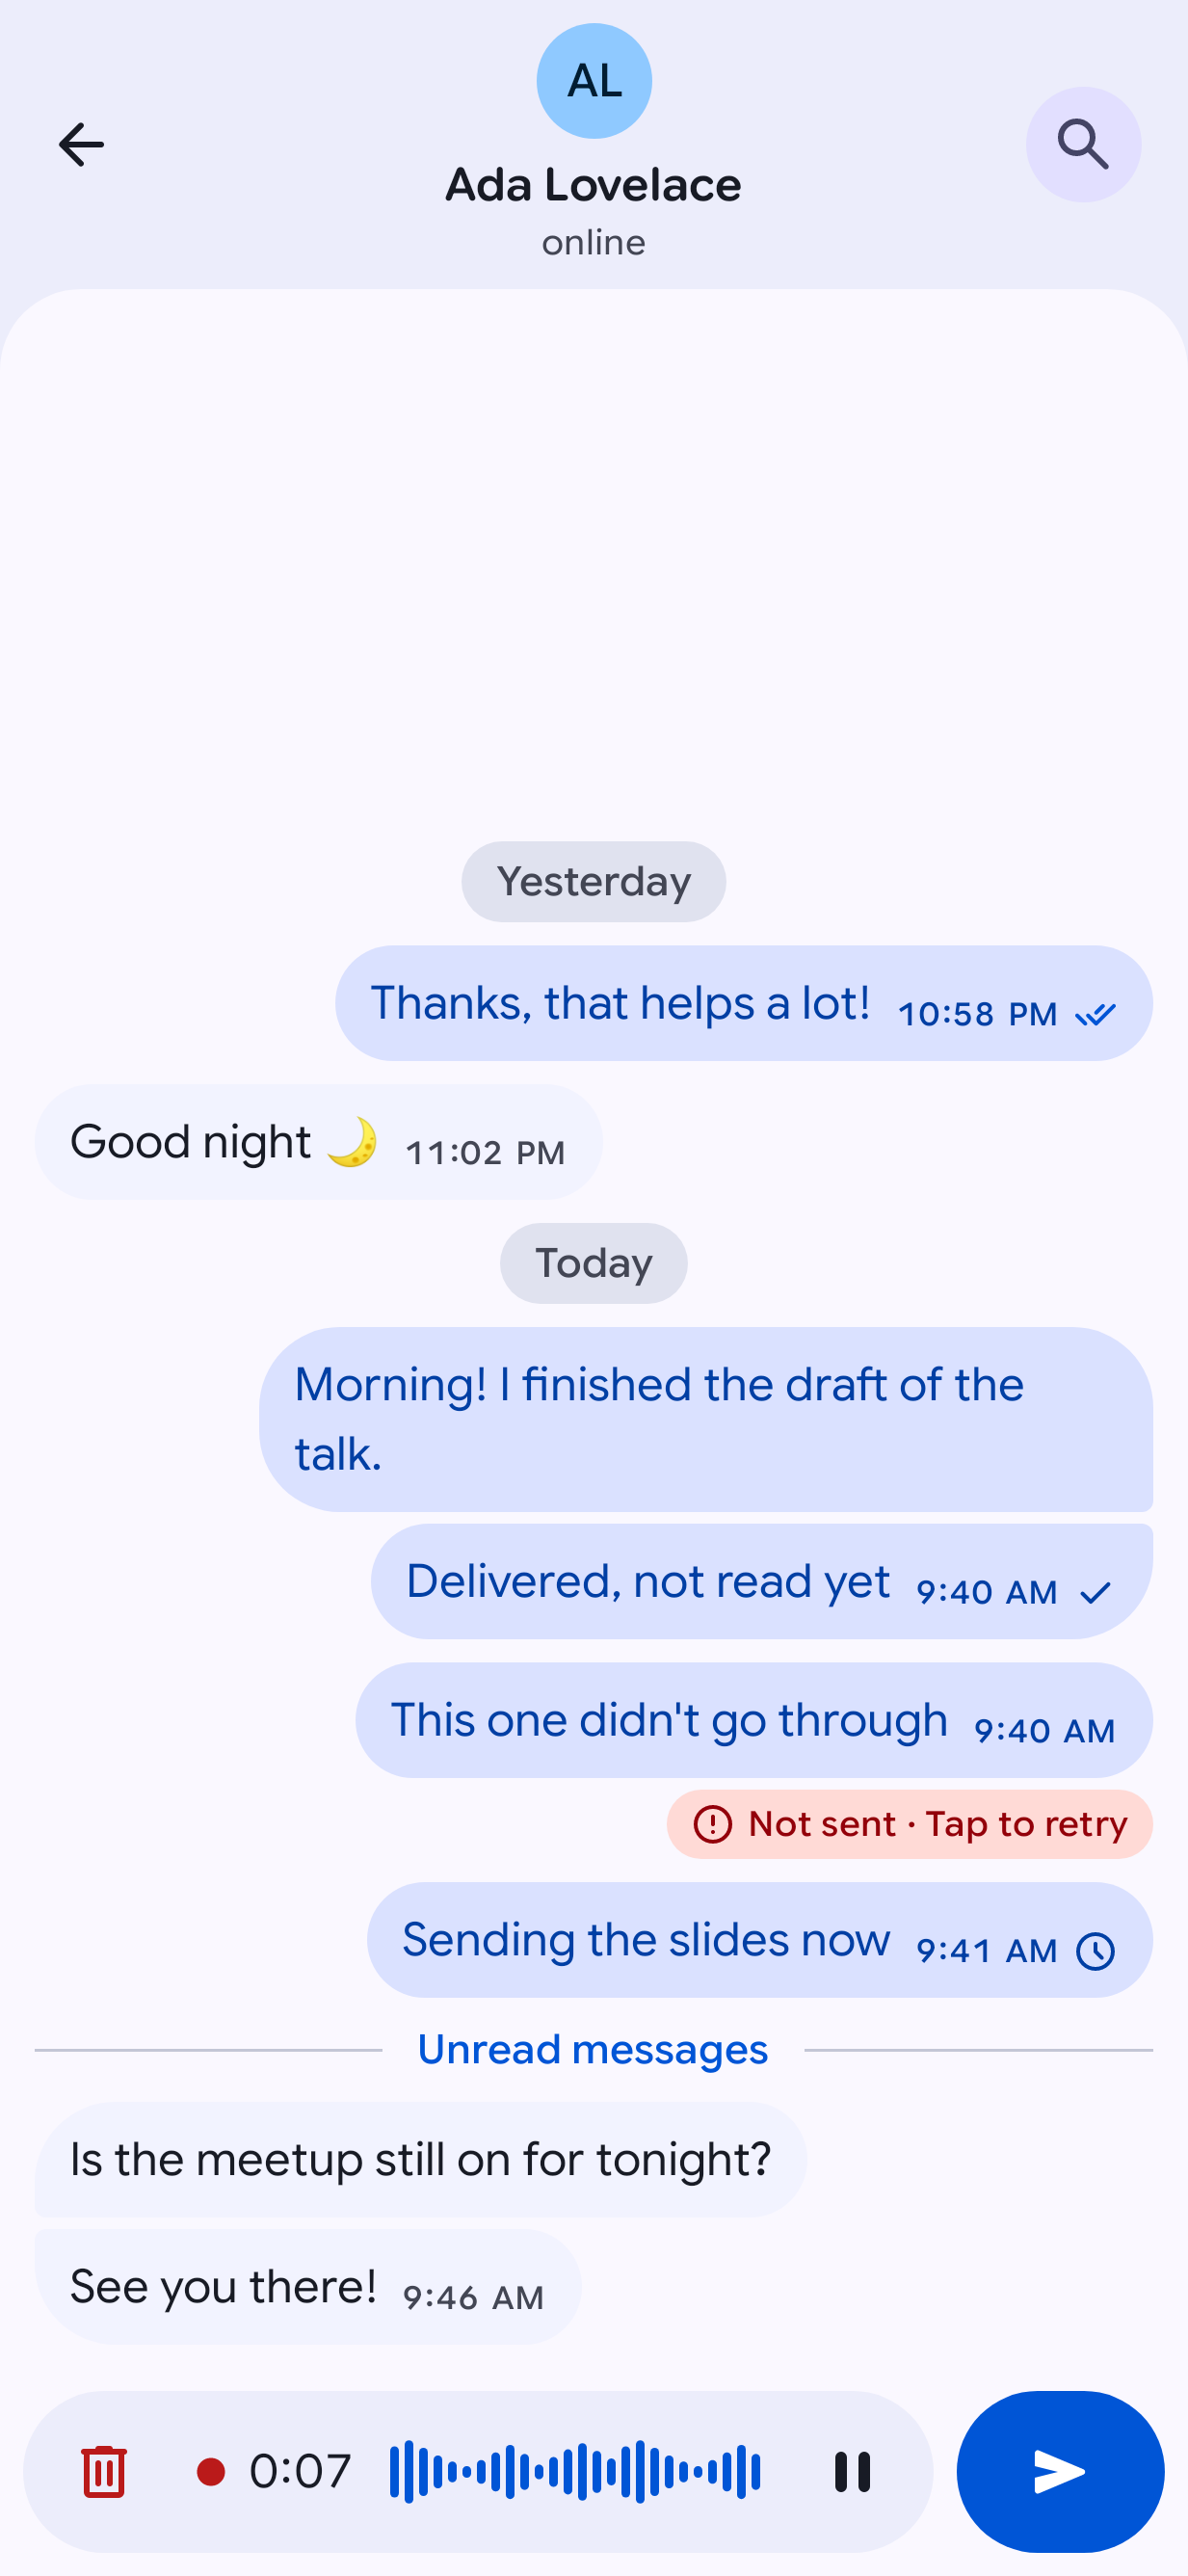 AL
Ada Lovelace
online
Yesterday
Thanks, that helps a lot! 10:58 PM
Good night 🌙 11:02 PM
Today
Morning! I finished the draft of the
talk.
Delivered, not read yet 9:40 AM
This one didn't go through 9:40 AM
Not sent · Tap to retry
Sending the slides now 9:41 AM
Unread messages
Is the meetup still on for tonight?
See you there! 9:46 AM
0:07